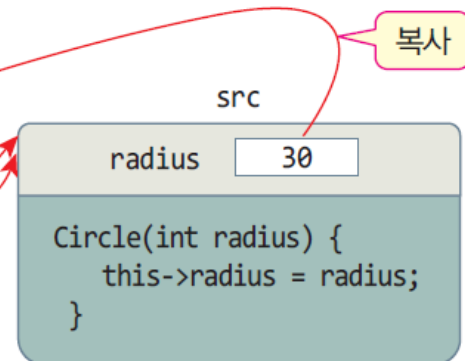 복사
src
radius 30
Circle(int radius) {
this->radius = radius;
}